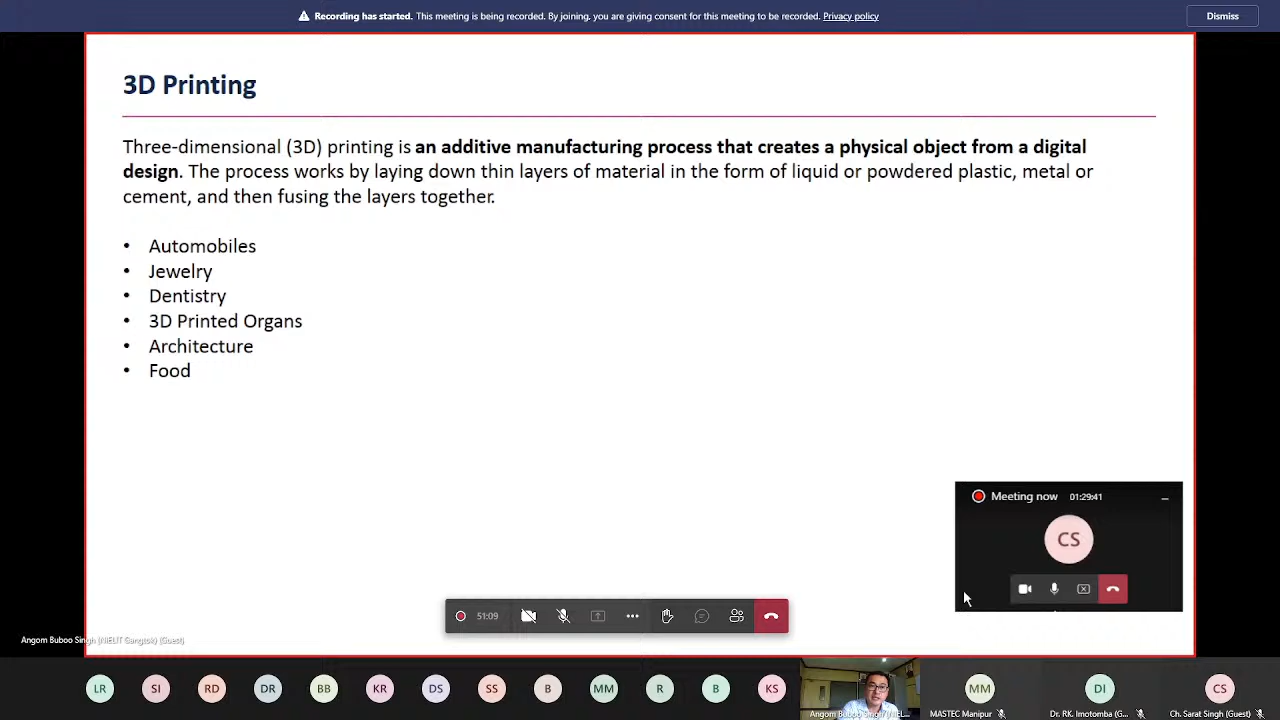 Recording has started. This meeting is being recorded. By joining, you are giving consent for this meeting to be recorded. Privacy policy
Dismiss
3D Printing
Three-dimensional (3D) printing is an additive manufacturing process that creates a physical object from a digital
design. The process works by laying down thin layers of material in the form of liquid or powdered plastic, metal or
cement, and then fusing the layers together.
• Automobiles
• Jewelry
• Dentistry
• 3D Printed Organs
• Architecture
• Food
Meeting now 01:29:41
CS
51:09
Angom Buboo Singh (NIELIT Gangtok) (Guest)
LR SI RD DR BB KR DS SS B MM R B KS MM DI CS
Angom Buboo Singh (NIEL... MASTEC Manipur Dr. RK. Imotomba (G... Ch. Sarat Singh (Guest)